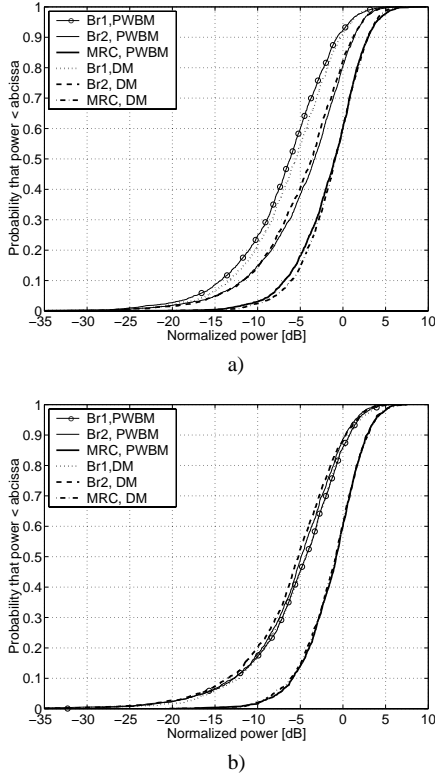 1
0.9
0.8
0.7
0.6
0.5
0.4
0.3
0.2
0.1
0
Probability that power < abcissa
Br1,PWBM
Br2, PWBM
MRC, PWBM
Br1,DM
Br2, DM
MRC, DM
-35 -30 -25 -20 -15 -10 -5 0 5 10
Normalized power [dB]
a)
1
0.9
0.8
0.7
0.6
0.5
0.4
0.3
0.2
0.1
0
Probability that power < abcissa
Br1,PWBM
Br2, PWBM
MRC, PWBM
Br1,DM
Br2, DM
MRC, DM
-35 -30 -25 -20 -15 -10 -5 0 5 10
Normalized power [dB]
b)